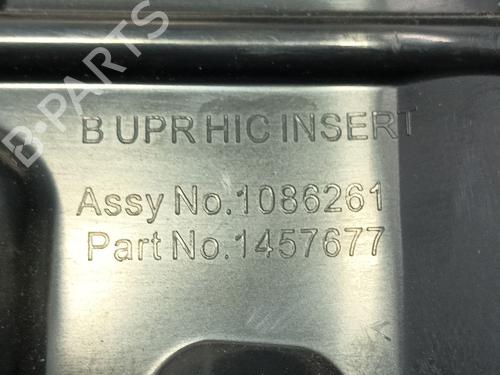 B-PARTS
B UPR HIC INSERT
Assy No.1086261
Part No.1457677